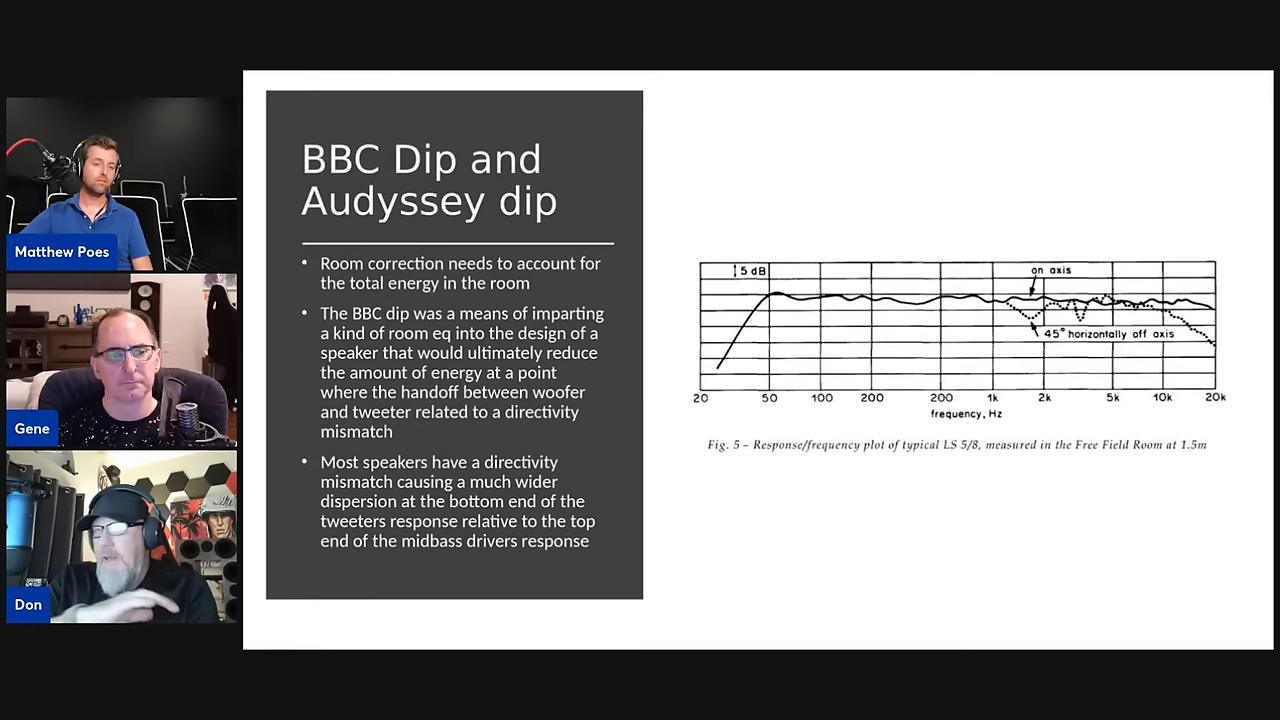 Matthew Poes
Gene
Don
BBC Dip and
Audyssey dip
• Room correction needs to account for
the total energy in the room
• The BBC dip was a means of imparting
a kind of room eq into the design of a
speaker that would ultimately reduce
the amount of energy at a point
where the handoff between woofer
and tweeter related to a directivity
mismatch
• Most speakers have a directivity
mismatch causing a much wider
dispersion at the bottom end of the
tweeters response relative to the top
end of the midbass drivers response
5 dB
on axis
45° horizontally off axis
20 50 100 200 200 1k 2k 5k 10k 20k
frequency, Hz
Fig. 5 – Response/frequency plot of typical LS 5/8, measured in the Free Field Room at 1.5m